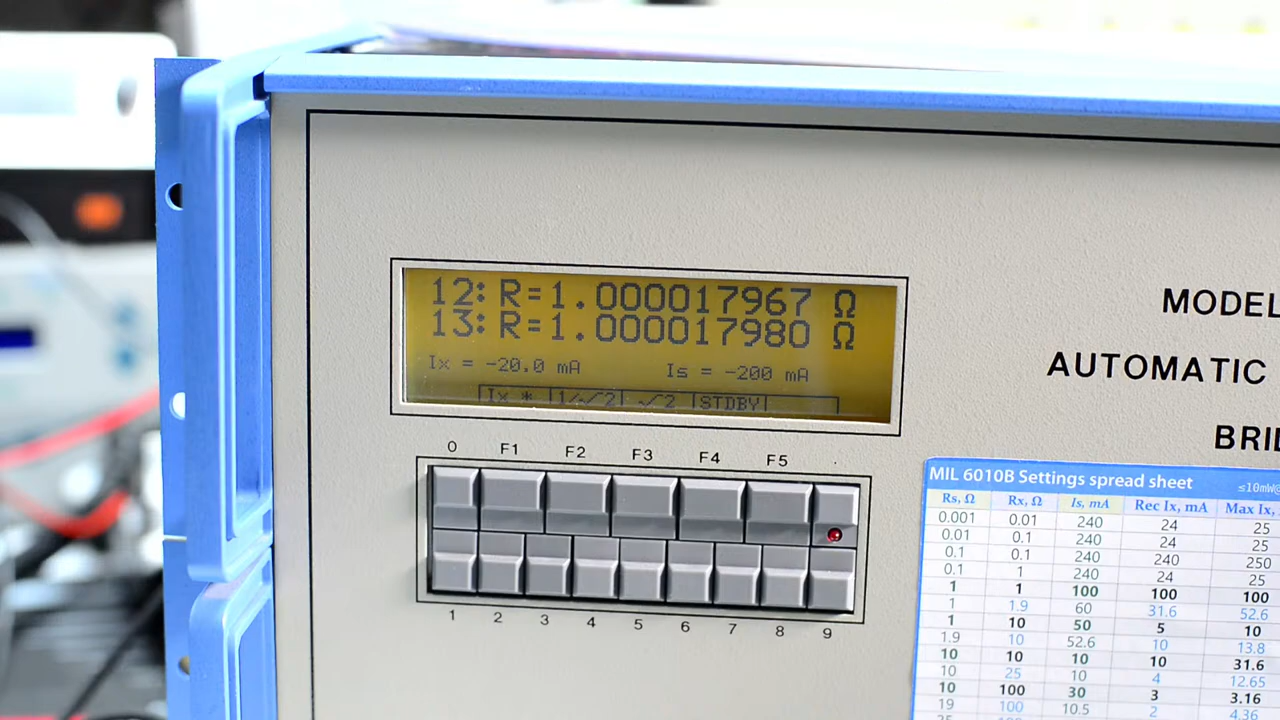 12: R=1.000017967 Ω
13: R=1.000017980 Ω
Ix = -20.0 mA Is = -200 mA
Ix * 1/√2 √2 STDBY
0 F1 F2 F3 F4 F5 .
1 2 3 4 5 6 7 8 9
MODEL
AUTOMATIC
MIL 6010B Settings spread sheet ≤10mW@
Rs, Ω Rx, Ω Is, mA Rec Ix, mA Max Ix,
0.001 0.01 240 24 25
0.01 0.1 240 24 25
0.1 0.1 240 240 250
0.1 1 240 24 25
1 1 100 100 100
1 1.9 60 31.6 52.6
1 10 50 5 10
1.9 10 52.6 10 13.8
10 10 10 10 31.6
10 25 10 4 12.65
10 100 30 3 3.16
19 100 10.5 2 4.36